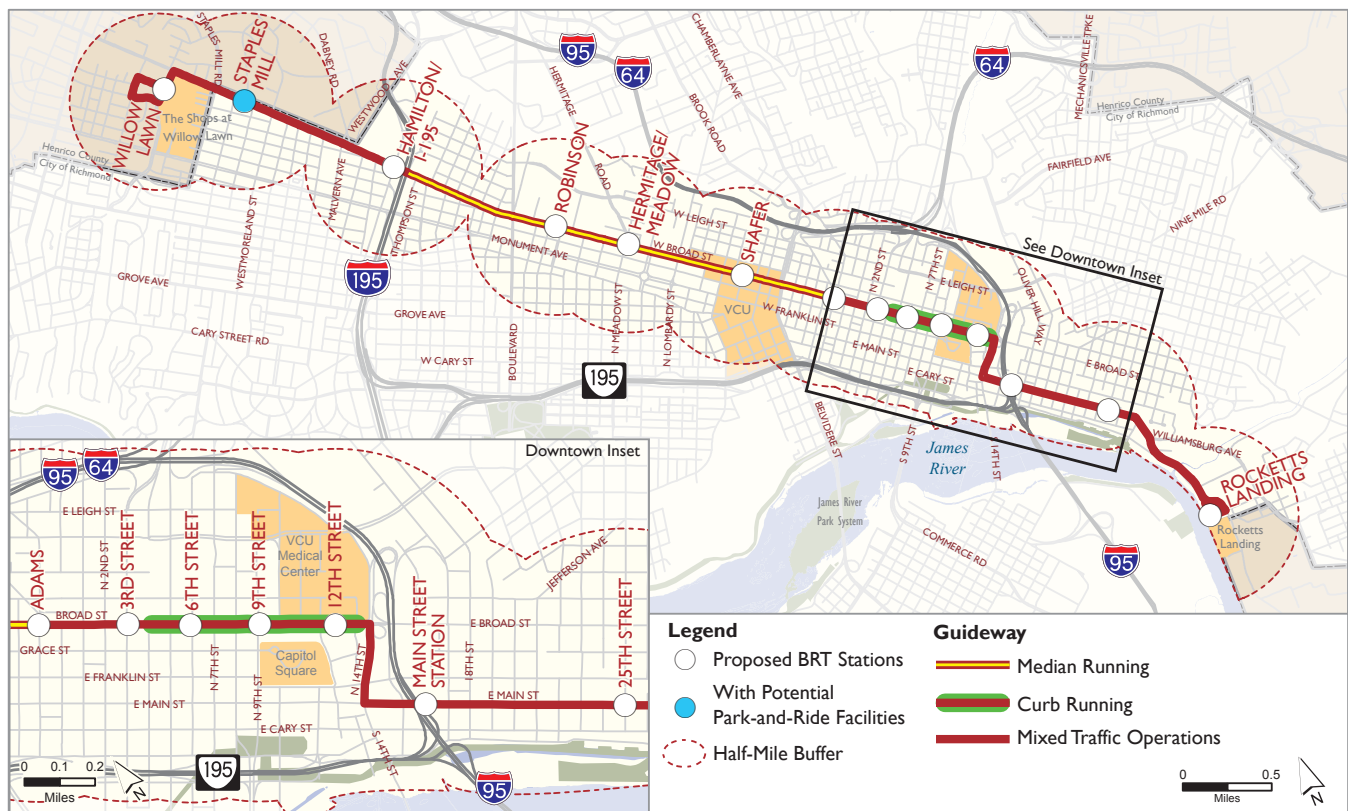 STAPLES MILL RD
DABNEY RD
STAPLES
MILL
WESTWOOD AVE
WILLOW
LAWN
The Shops at
Willow Lawn
Henrico County
City of Richmond
HAMILTON/
I-195
MALVERN AVE
THOMPSON ST
WESTMORELAND ST
GROVE AVE
CARY STREET RD
195
95
64
HERMITAGE
ROAD
CHAMBERLAYNE AVE
BROOK ROAD
64
MECHANICSVILLE TPKE
Henrico County
City of Richmond
FAIRFIELD AVE
NINE MILE RD
ROBINSON
HERMITAGE/
MEADOW
W LEIGH ST
W BROAD ST
SHAFER
MONUMENT AVE
VCU
W FRANKLIN ST
GROVE AVE
W CARY ST
BOULEVARD
N MEADOW ST
N LOMBARDY ST
195
See Downtown Inset
N 2ND ST
N 7TH ST
E LEIGH ST
OLIVER HILL WAY
E MAIN ST
E CARY ST
E BROAD ST
WILLIAMSBURG AVE
BELVIDERE ST
S 9TH ST
14TH ST
James
River
James River
Park System
COMMERCE RD
95
ROCKETTS
LANDING
Rocketts
Landing
Downtown Inset
95
64
E LEIGH ST
VCU
Medical
Center
ADAMS
N 2ND ST
3RD STREET
6TH STREET
9TH STREET
12TH STREET
JEFFERSON AVE
BROAD ST
GRACE ST
E FRANKLIN ST
E MAIN ST
N 7TH ST
N 9TH ST
Capitol
Square
N 14TH ST
MAIN STREET
STATION
E BROAD ST
18TH ST
E MAIN ST
25TH STREET
E CARY ST
S 14TH ST
195
95
0 0.1 0.2
Miles
N
Legend
Proposed BRT Stations
With Potential
Park-and-Ride Facilities
Half-Mile Buffer
Guideway
Median Running
Curb Running
Mixed Traffic Operations
0 0.5
Miles
N